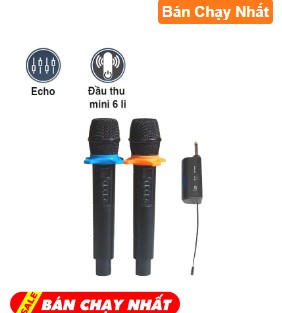 Bán Chạy Nhất
Echo
Đầu thu
mini 6 li
SALE
BÁN CHẠY NHẤT